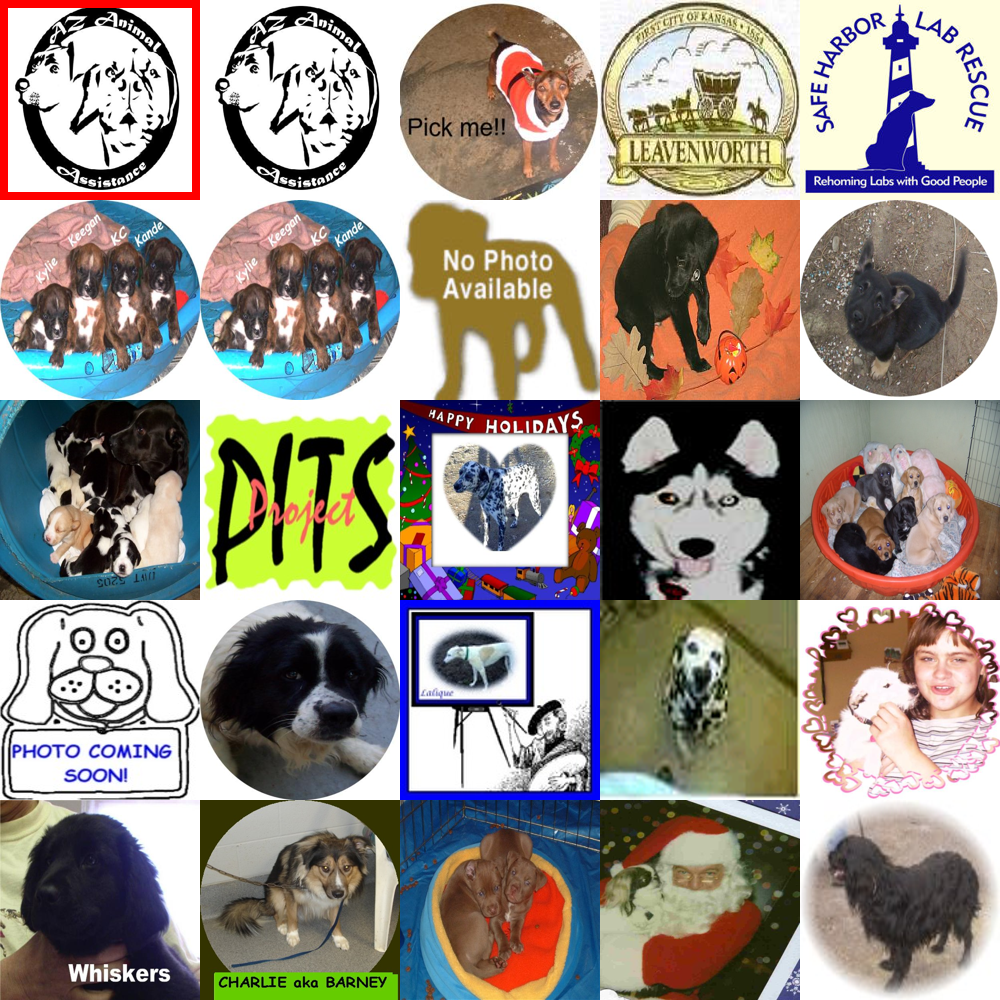 AZ Animal
Assistance
AZ Animal
Assistance
Pick me!!
FIRST CITY OF KANSAS • 1854
LEAVENWORTH
SAFE HARBOR LAB RESCUE
Rehoming Labs with Good People
Kylie
Keegan
KC
Kande
Kylie
Keegan
KC
Kande
No Photo
Available
PITS
Project
HAPPY HOLIDAYS
PHOTO COMING
SOON!
Lalique
Whiskers
CHARLIE aka BARNEY